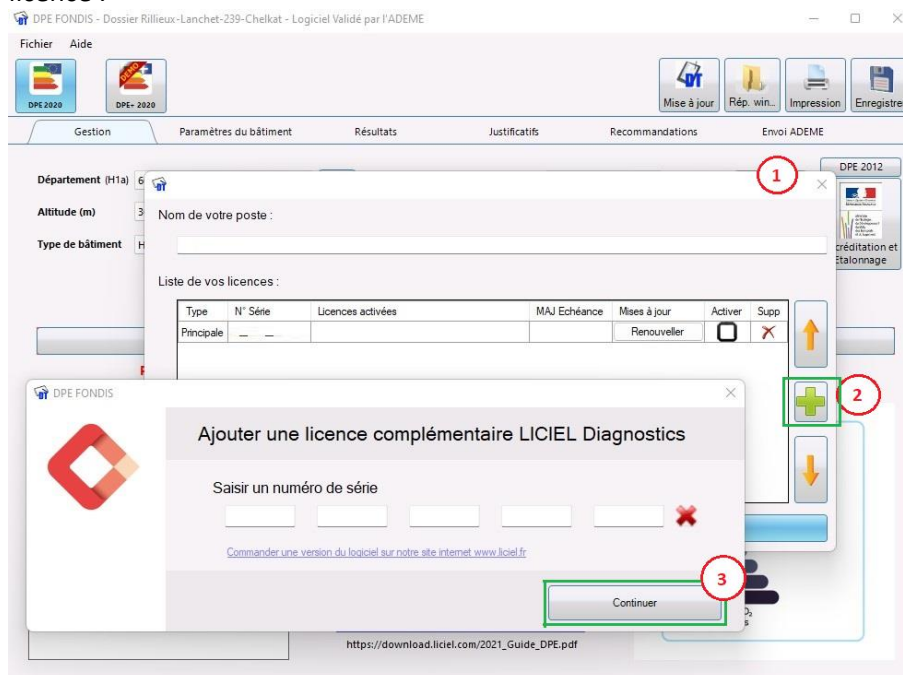 DPE FONDIS - Dossier Rillieux-Lanchet-239-Chelkat - Logiciel Validé par l'ADEME
Fichier Aide
DPE 2020 DEMO DPE+ 2020 Mise à jour Rép. win... Impression Enregistre
Gestion Paramètres du bâtiment Résultats Justificatifs Recommandations Envoi ADEME
1
DPE 2012
Département (H1a) 6
Altitude (m) 3
Nom de votre poste :
Type de bâtiment H
créditation et
Etalonnage
Liste de vos licences :
Type N° Série Licences activées MAJ Echéance Mises à jour Activer Supp
Principale _ _ Renouveller
DPE FONDIS
2
Ajouter une licence complémentaire LICIEL Diagnostics
Saisir un numéro de série
Commander une version du logiciel sur notre site internet www.liciel.fr
3
Continuer
https://download.liciel.com/2021_Guide_DPE.pdf